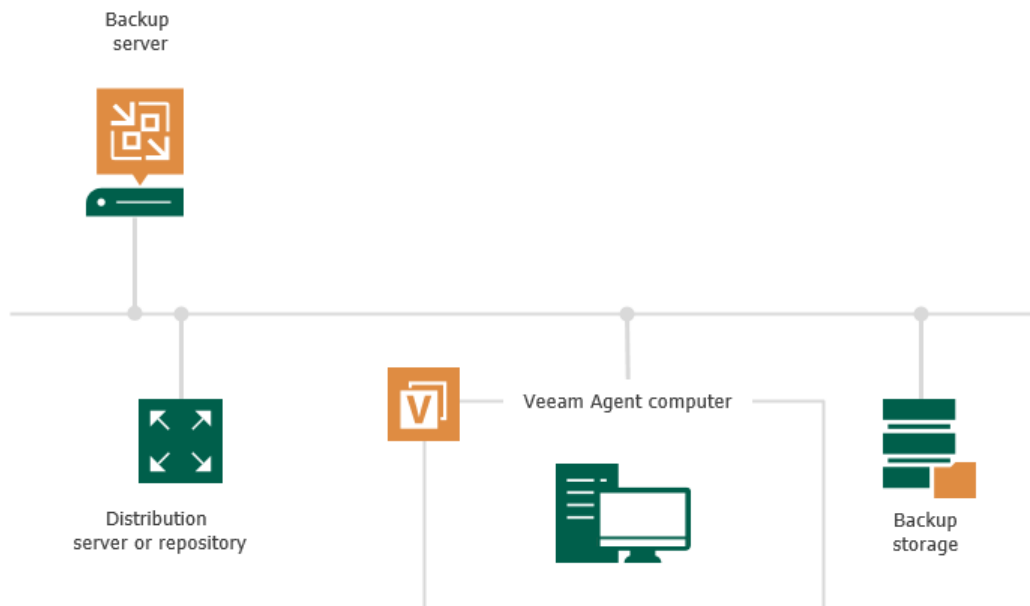 Backup
server
V
Veeam Agent computer
Distribution
server or repository
Backup
storage